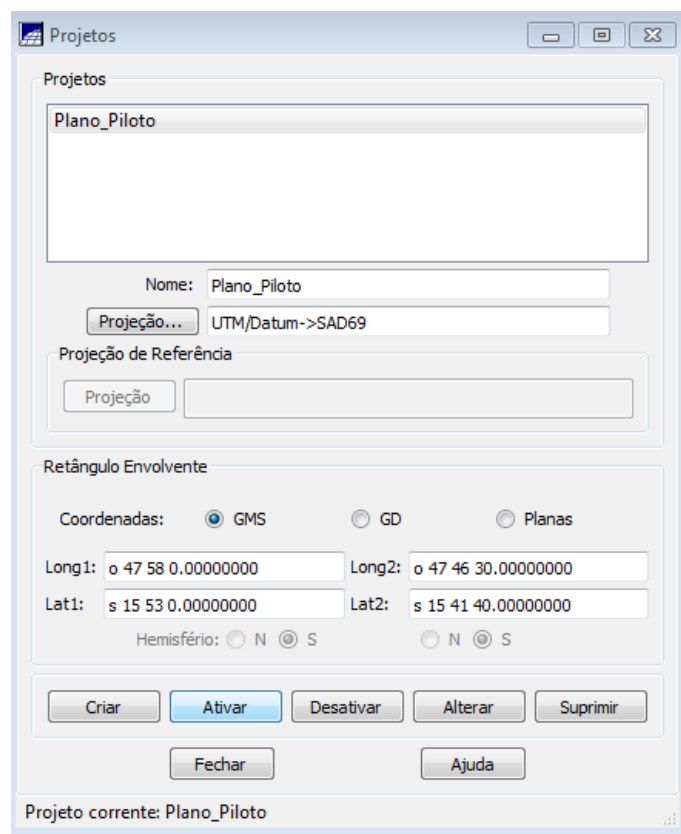 Projetos
Projetos
Plano_Piloto
Nome: Plano_Piloto
Projeção... UTM/Datum->SAD69
Projeção de Referência
Projeção
Retângulo Envolvente
Coordenadas: GMS GD Planas
Long1: o 47 58 0.00000000 Long2: o 47 46 30.00000000
Lat1: s 15 53 0.00000000 Lat2: s 15 41 40.00000000
Hemisfério: N S N S
Criar Ativar Desativar Alterar Suprimir
Fechar Ajuda
Projeto corrente: Plano_Piloto